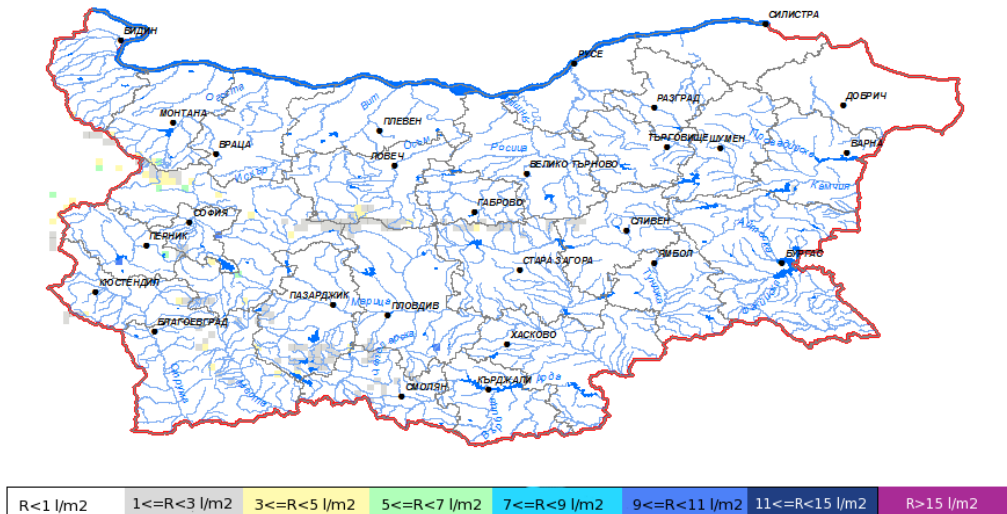 СИЛИСТРА
ВИДИН
РУСЕ
Огоста
Вит
РАЗГРАД
ДОБРИЧ
МОНТАНА
ПЛЕВЕН
ТЪРГОВИЩЕ
ШУМЕН
ВРАЦА
ЛОВЕЧ
Росица
ВАРНА
Искър
ВЕЛИКО ТЪРНОВО
Камчия
ГАБРОВО
СОФИЯ
СЛИВЕН
ПЕРНИК
СТАРА ЗАГОРА
ЯМБОЛ
БУРГАС
КЮСТЕНДИЛ
ПАЗАРДЖИК
Марица
ПЛОВДИВ
БЛАГОЕВГРАД
ХАСКОВО
Струма
Места
СМОЛЯН
КЪРДЖАЛИ
R<1 l/m2 1<=R<3 l/m2 3<=R<5 l/m2 5<=R<7 l/m2 7<=R<9 l/m2 9<=R<11 l/m2 11<=R<15 l/m2 R>15 l/m2